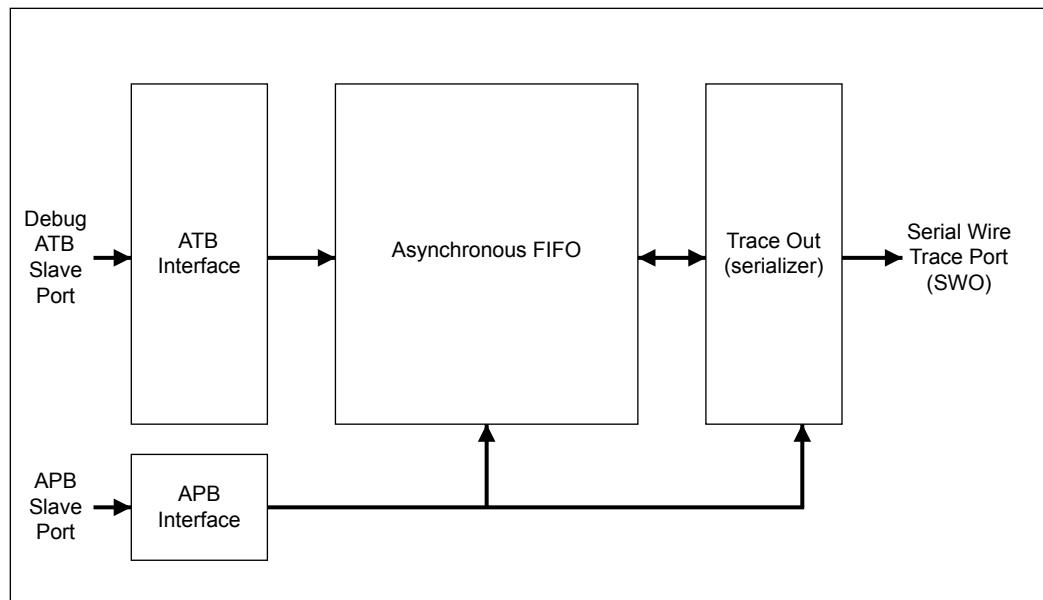 Debug
ATB
Slave
Port
ATB
Interface
Asynchronous FIFO
Trace Out
(serializer)
Serial Wire
Trace Port
(SWO)
APB
Slave
Port
APB
Interface